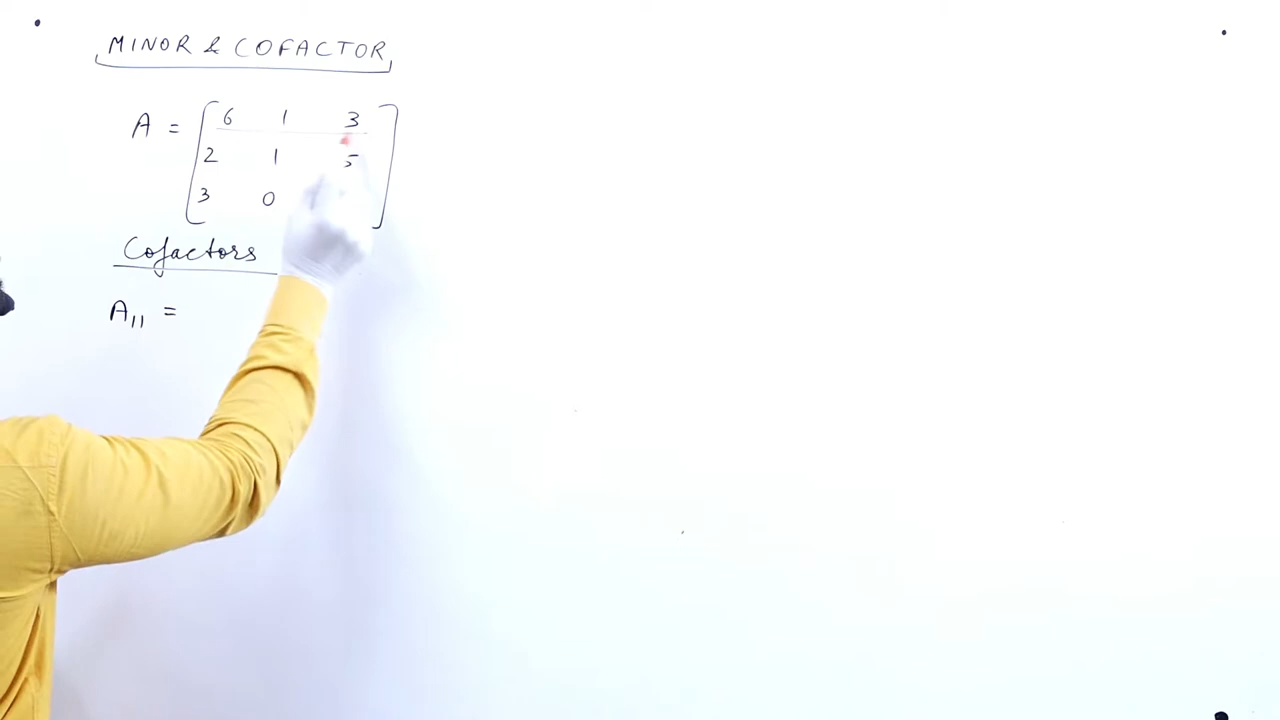 MINOR & COFACTOR
A = [ 6 1 3
2 1 5
3 0
Cofactors
A₁₁ =